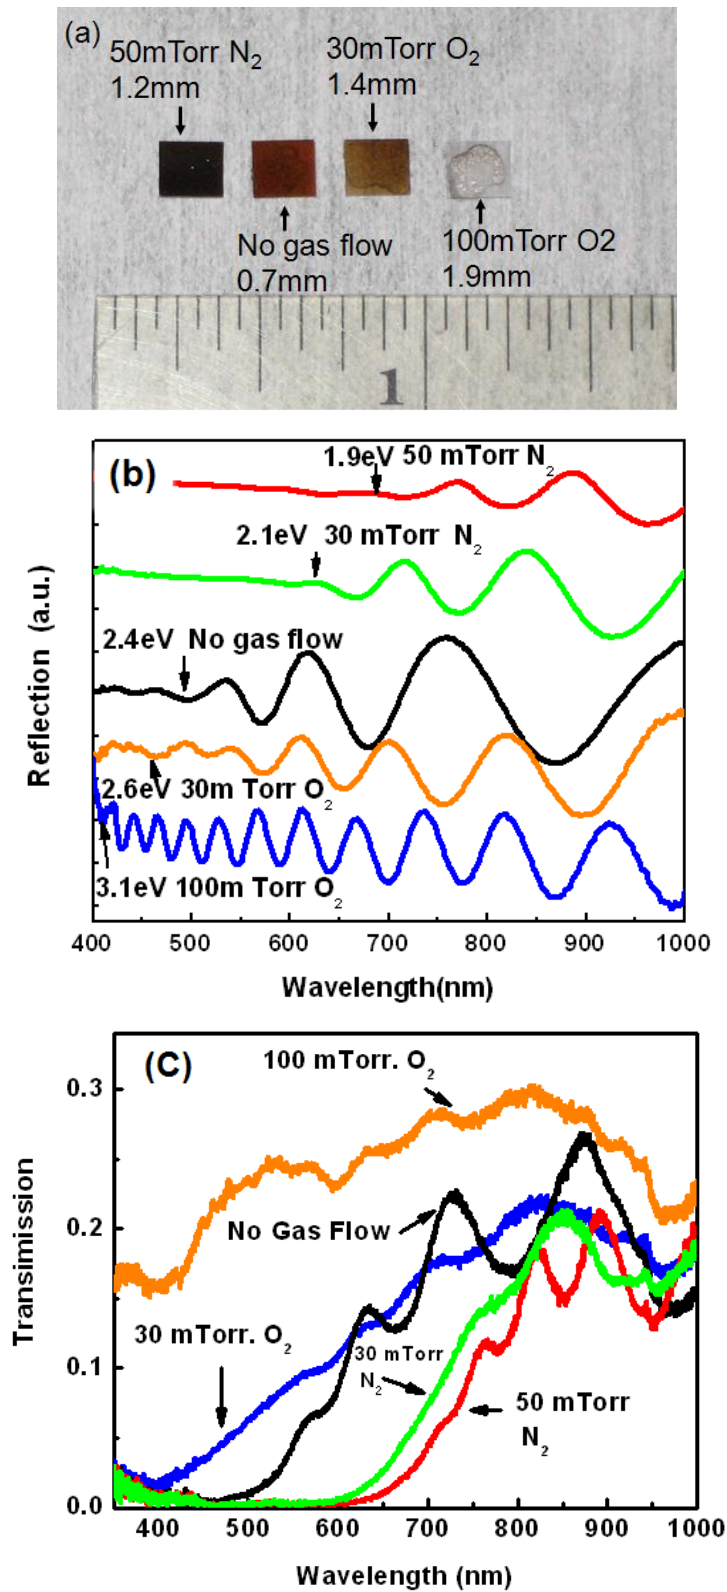 (a)
50mTorr N2
1.2mm
30mTorr O2
1.4mm
No gas flow
0.7mm
100mTorr O2
1.9mm
1
(b)
1.9eV 50 mTorr N2
2.1eV 30 mTorr N2
2.4eV No gas flow
2.6eV 30m Torr O2
3.1eV 100m Torr O2
Reflection (a.u.)
400 500 600 700 800 900 1000
Wavelength(nm)
(C)
100 mTorr. O2
No Gas Flow
30 mTorr. O2
30 mTorr
N2
50 mTorr
N2
0.3
0.2
0.1
0.0
Transimission
400 500 600 700 800 900 1000
Wavelength (nm)